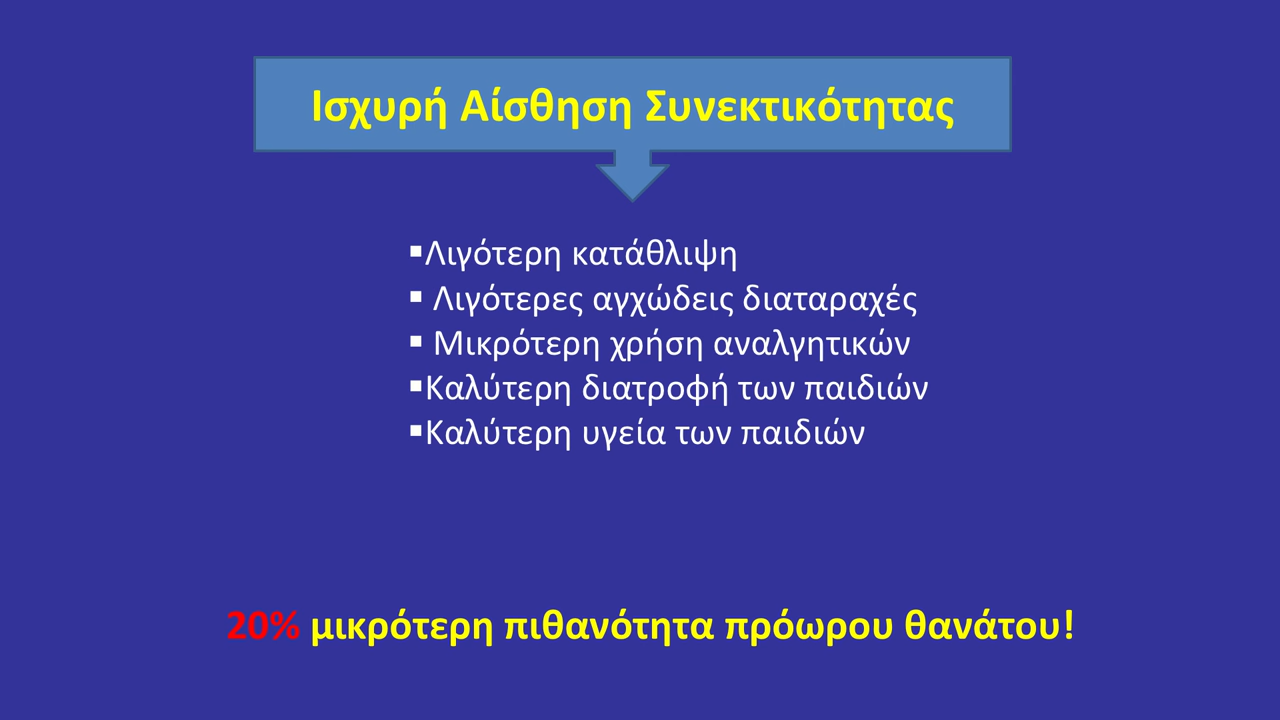 Ισχυρή Αίσθηση Συνεκτικότητας
▪Λιγότερη κατάθλιψη
▪ Λιγότερες αγχώδεις διαταραχές
▪ Μικρότερη χρήση αναλγητικών
▪Καλύτερη διατροφή των παιδιών
▪Καλύτερη υγεία των παιδιών
20% μικρότερη πιθανότητα πρόωρου θανάτου!